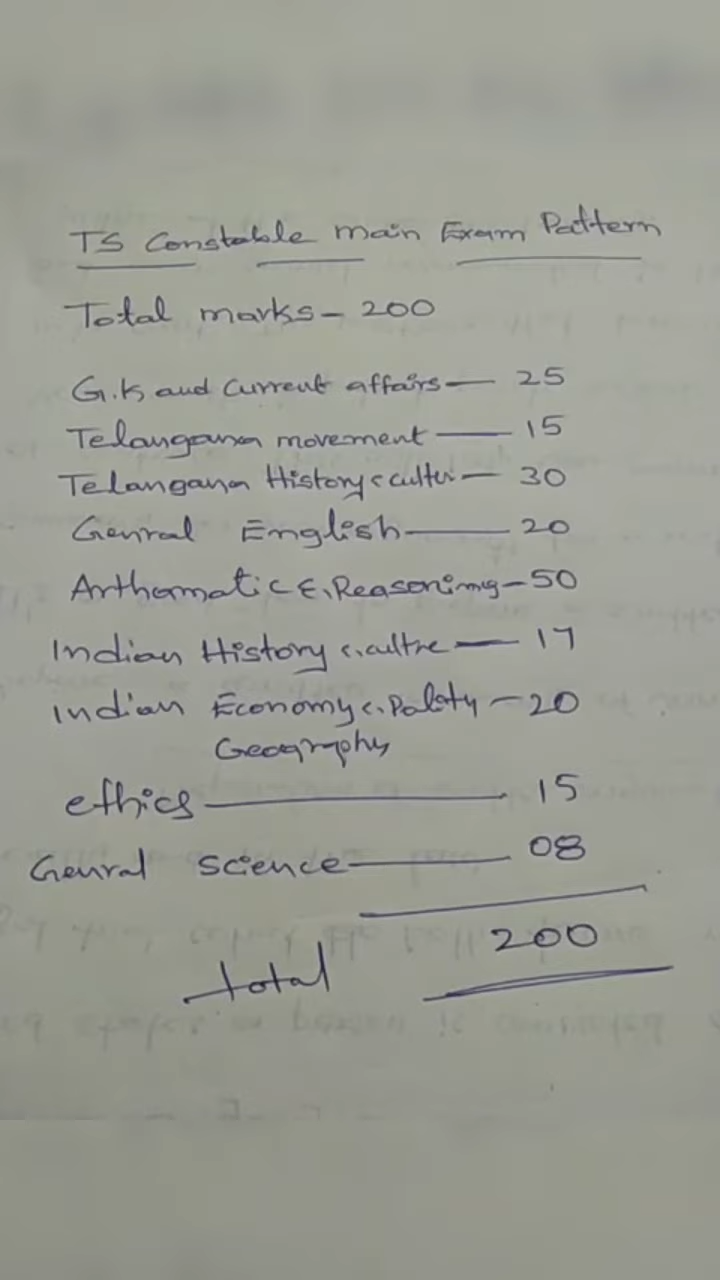 TS Constable main Exam Pattern
Total marks - 200
G.K and Current affairs — 25
Telangana movement — 15
Telangana History & cultur — 30
Genral English — 20
Arthamatic & Reasoning - 50
Indian History & cultre — 17
Indian Economy & Polity - 20
Geography
ethics — 15
Genral science — 08
200
total